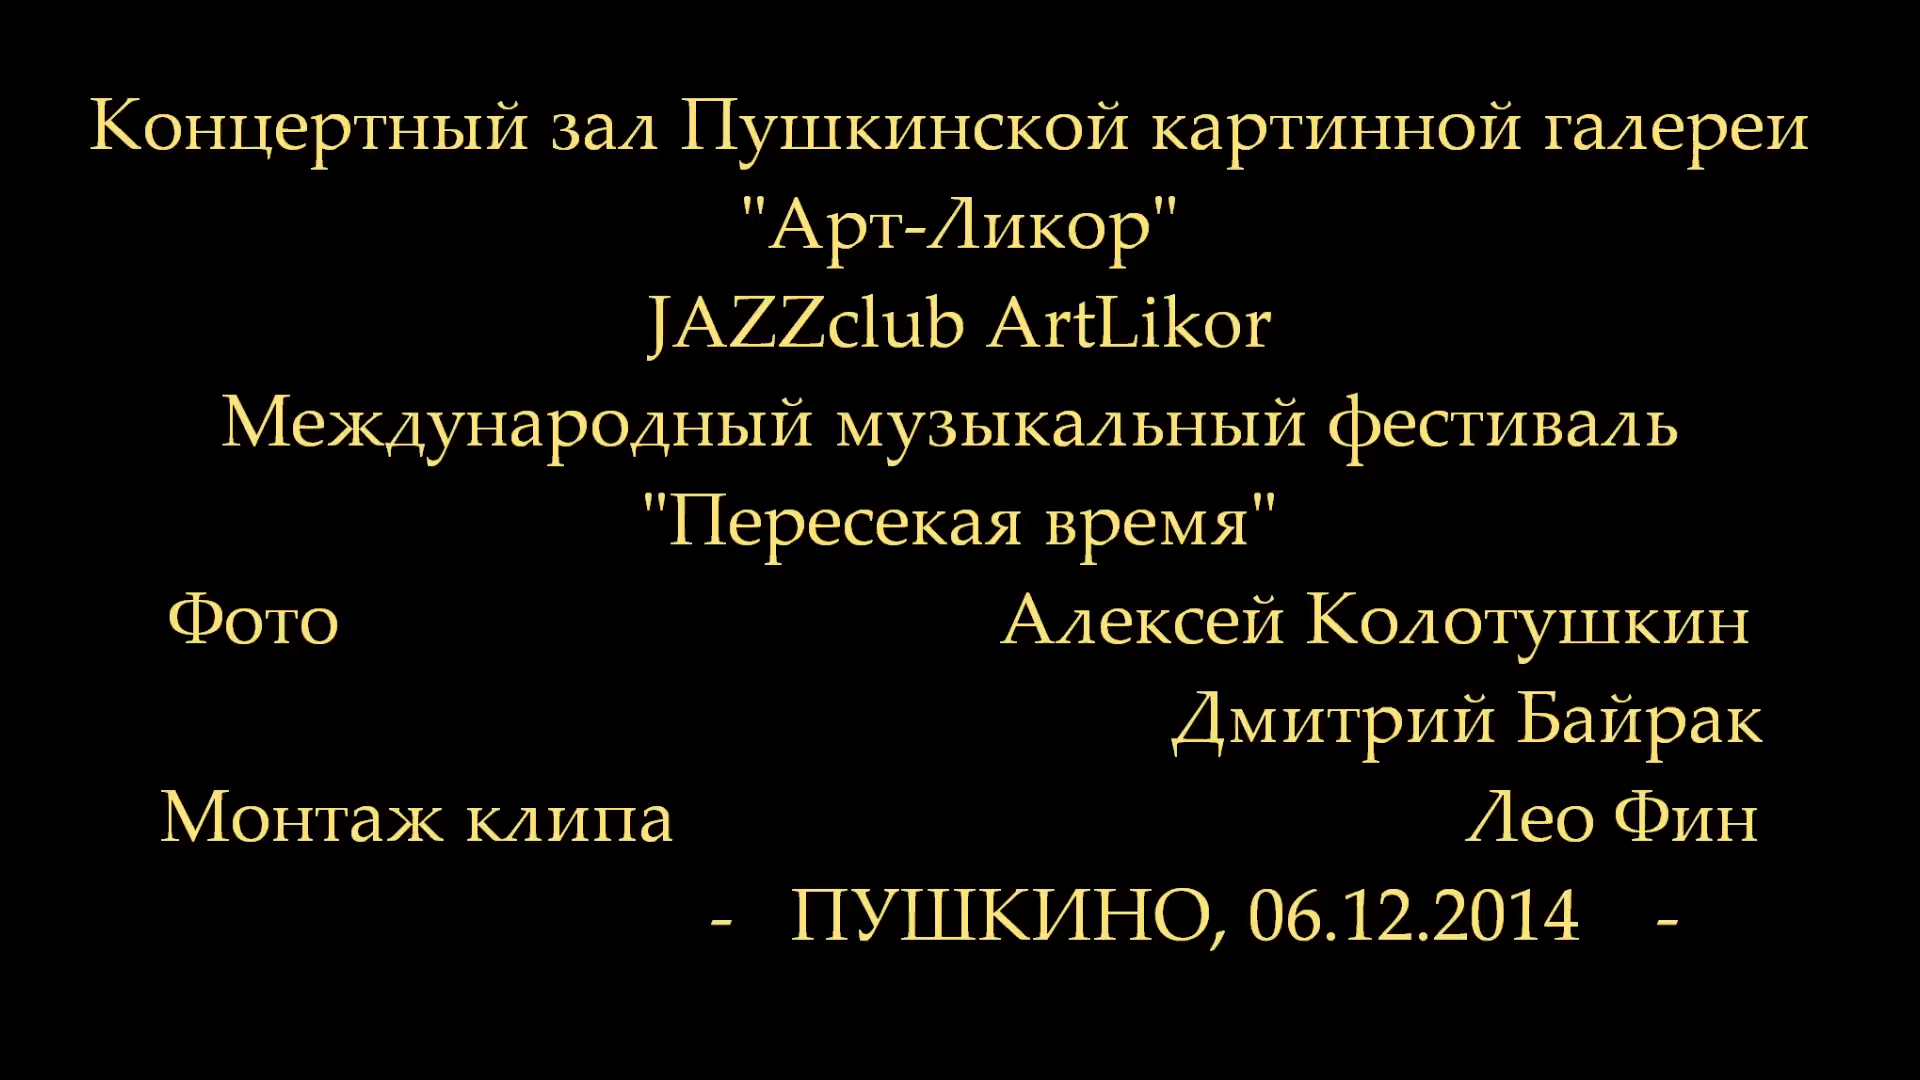 Концертный зал Пушкинской картинной галереи
"Арт-Ликор"
JAZZclub ArtLikor
Международный музыкальный фестиваль
"Пересекая время"
Фото Алексей Колотушкин
Дмитрий Байрак
Монтаж клипа Лео Фин
- ПУШКИНО, 06.12.2014 -